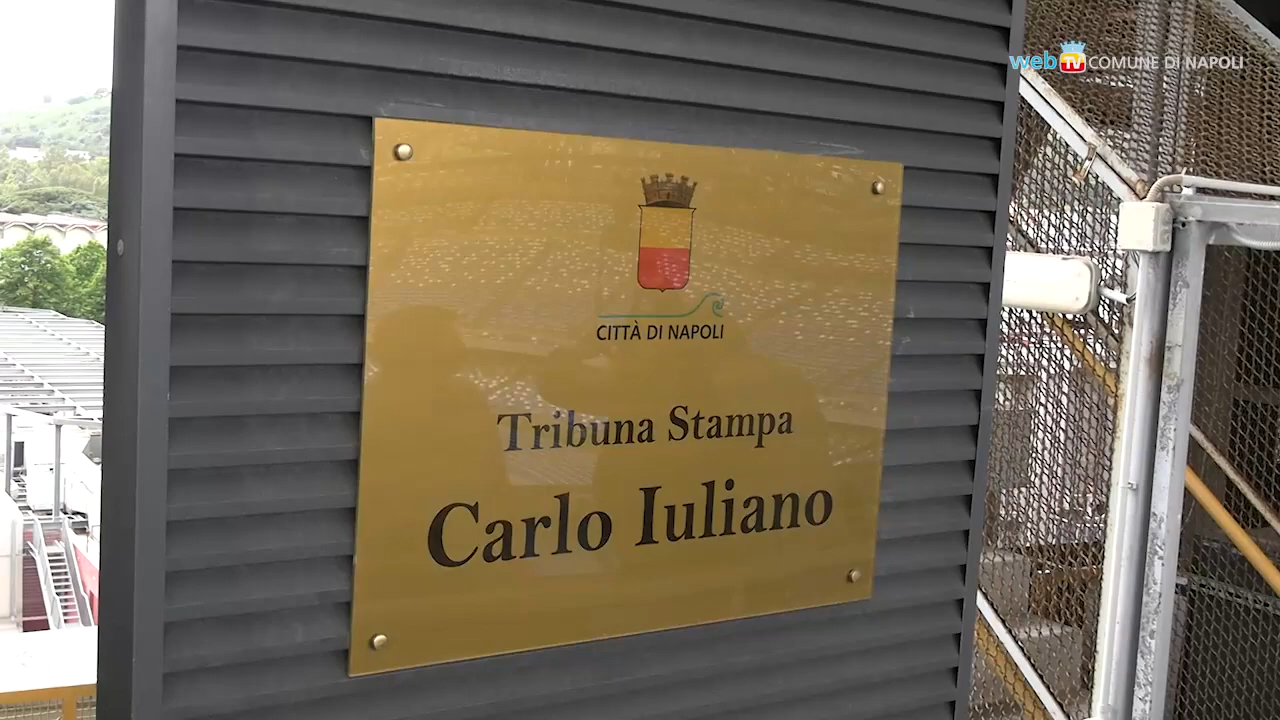 web TV COMUNE DI NAPOLI
CITTÀ DI NAPOLI
Tribuna Stampa
Carlo Iuliano